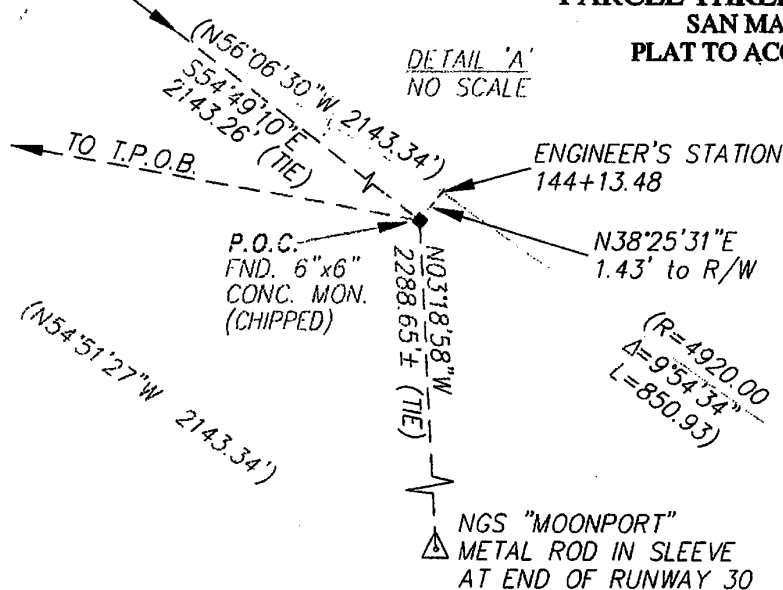 PARCEL THREE
SAN MA
PLAT TO ACC
DETAIL 'A'
NO SCALE
(N56°06'30"W 2143.34')
S54°49'10"E
2143.26' (TIE)
TO T.P.O.B.
ENGINEER'S STATION
144+13.48
P.O.C.
FND. 6"x6"
CONC. MON.
(CHIPPED)
N38°25'31"E
1.43' to R/W
N03°18'58"W
2288.65'± (TIE)
(N54°51'27"W 2143.34')
(R=4920.00
Δ=9°54'34"
L=850.93)
NGS "MOONPORT"
METAL ROD IN SLEEVE
AT END OF RUNWAY 30